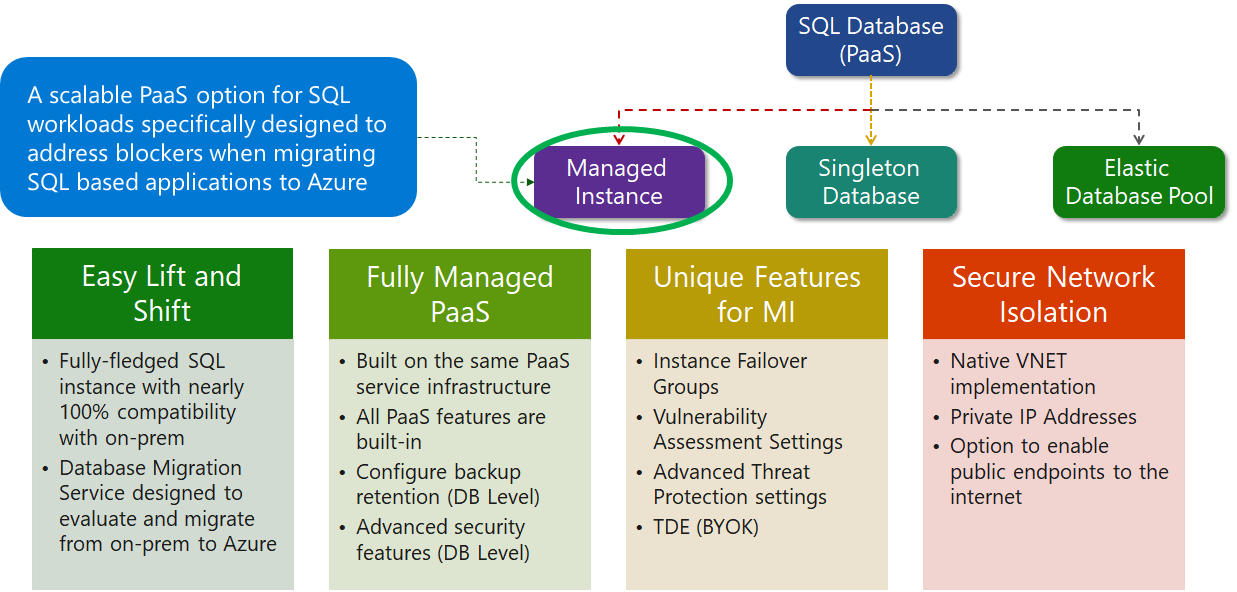 SQL Database
(PaaS)
A scalable PaaS option for SQL
workloads specifically designed to
address blockers when migrating
SQL based applications to Azure
Managed
Instance
Singleton
Database
Elastic
Database Pool
Easy Lift and
Shift
• Fully-fledged SQL
instance with nearly
100% compatibility
with on-prem
• Database Migration
Service designed to
evaluate and migrate
from on-prem to Azure
Fully Managed
PaaS
• Built on the same PaaS
service infrastructure
• All PaaS features are
built-in
• Configure backup
retention (DB Level)
• Advanced security
features (DB Level)
Unique Features
for MI
• Instance Failover
Groups
• Vulnerability
Assessment Settings
• Advanced Threat
Protection settings
• TDE (BYOK)
Secure Network
Isolation
• Native VNET
implementation
• Private IP Addresses
• Option to enable
public endpoints to the
internet